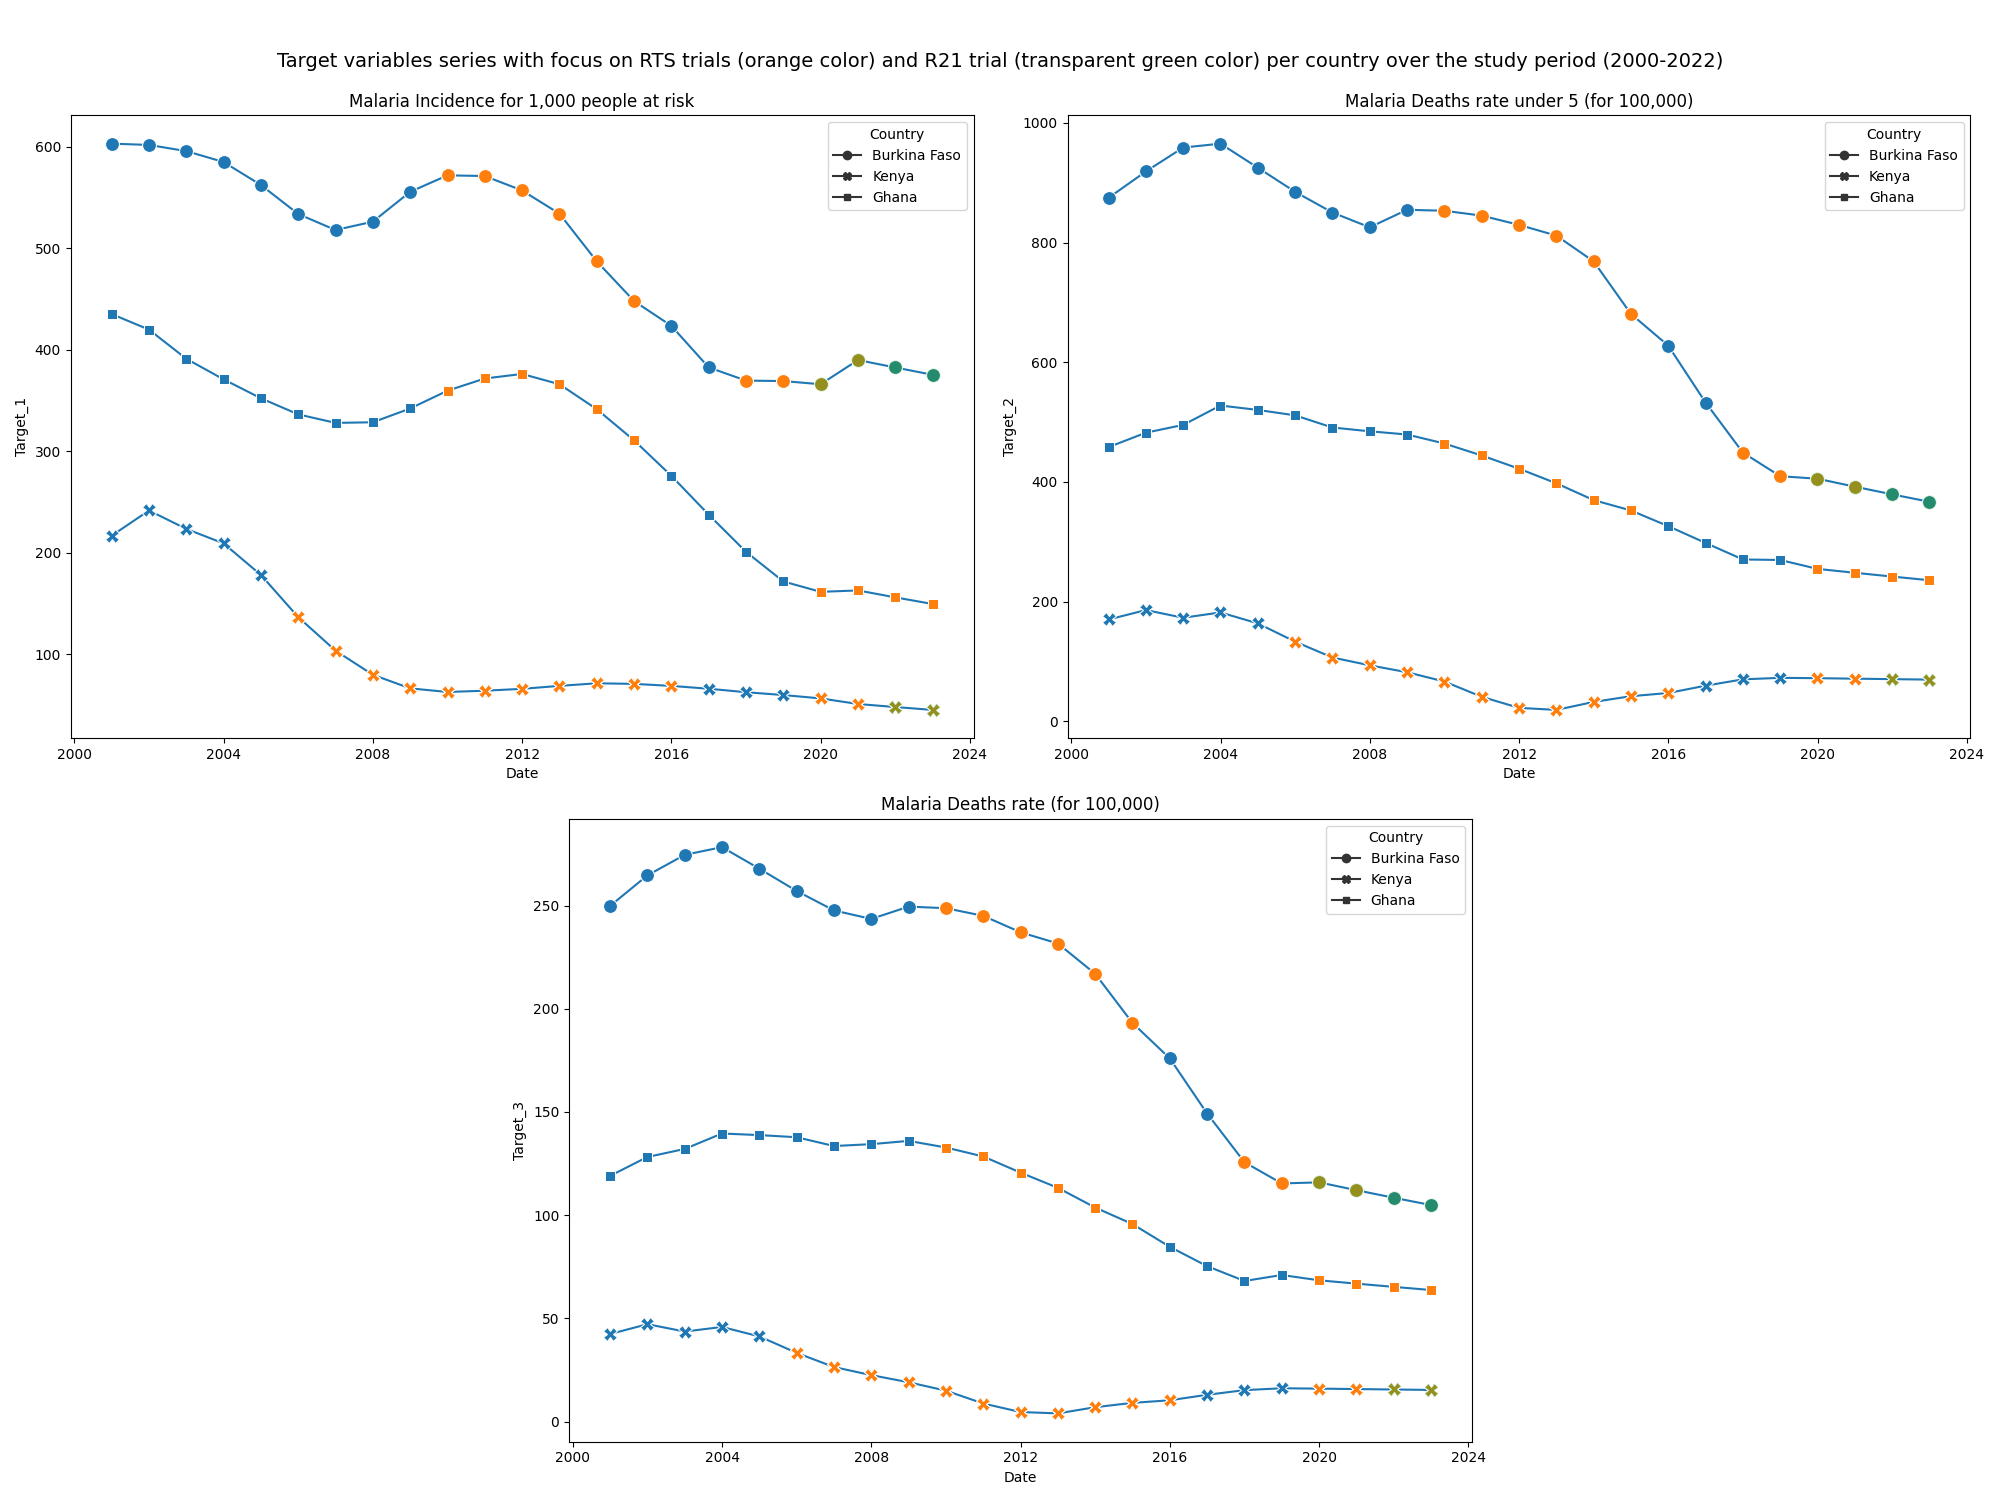 Target variables series with focus on RTS trials (orange color) and R21 trial (transparent green color) per country over the study period (2000-2022)
Malaria Incidence for 1,000 people at risk
600
500
400
300
200
100
Target_1
Country
Burkina Faso
Kenya
Ghana
2000
2004
2008
2012
2016
2020
2024
Date
Malaria Deaths rate under 5 (for 100,000)
1000
800
600
400
200
0
Target_2
Country
Burkina Faso
Kenya
Ghana
2000
2004
2008
2012
2016
2020
2024
Date
Malaria Deaths rate (for 100,000)
250
200
150
100
50
0
Target_3
Country
Burkina Faso
Kenya
Ghana
2000
2004
2008
2012
2016
2020
2024
Date